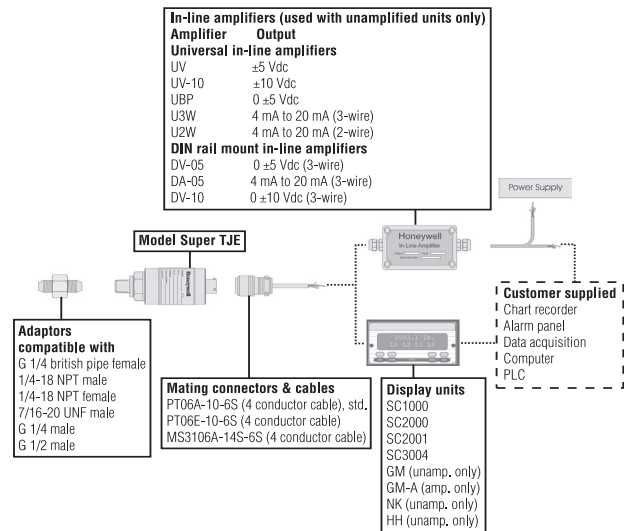 In-line amplifiers (used with unamplified units only)
Amplifier Output
Universal in-line amplifiers
UV ±5 Vdc
UV-10 ±10 Vdc
UBP 0 ±5 Vdc
U3W 4 mA to 20 mA (3-wire)
U2W 4 mA to 20 mA (2-wire)
DIN rail mount in-line amplifiers
DV-05 0 ±5 Vdc (3-wire)
DA-05 4 mA to 20 mA (3-wire)
DV-10 0 ±10 Vdc (3-wire)
Power Supply
Honeywell
In-Line Amplifier
Model Super TJE
Honeywell
Customer supplied
Chart recorder
Alarm panel
Data acquisition
Computer
PLC
L1 L2 L3 L4
Adaptors
compatible with
G 1/4 british pipe female
1/4-18 NPT male
1/4-18 NPT female
7/16-20 UNF male
G 1/4 male
G 1/2 male
Mating connectors & cables
PT06A-10-6S (4 conductor cable), std.
PT06E-10-6S (4 conductor cable)
MS3106A-14S-6S (4 conductor cable)
Display units
SC1000
SC2000
SC2001
SC3004
GM (unamp. only)
GM-A (amp. only)
NK (unamp. only)
HH (unamp. only)